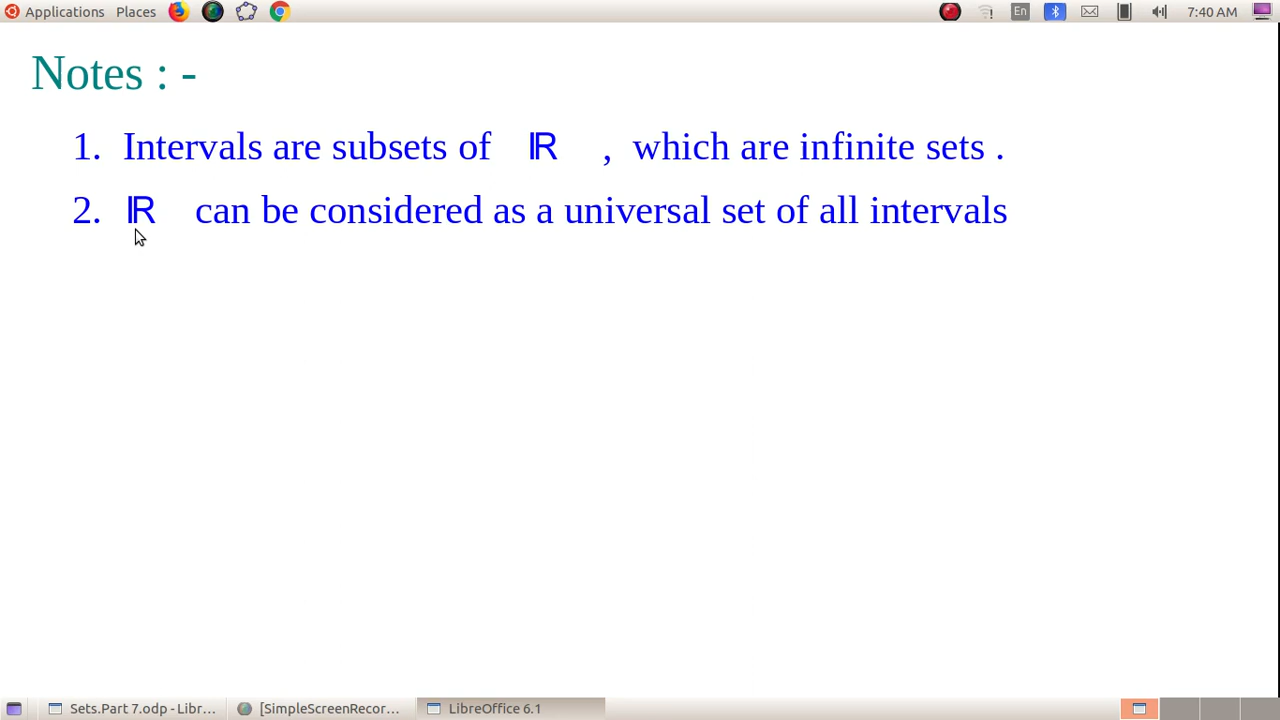 Applications Places En 7:40 AM
Notes : -
1. Intervals are subsets of ℝ , which are infinite sets .
2. ℝ can be considered as a universal set of all intervals
Sets.Part 7.odp - Libr... [SimpleScreenRecor... LibreOffice 6.1